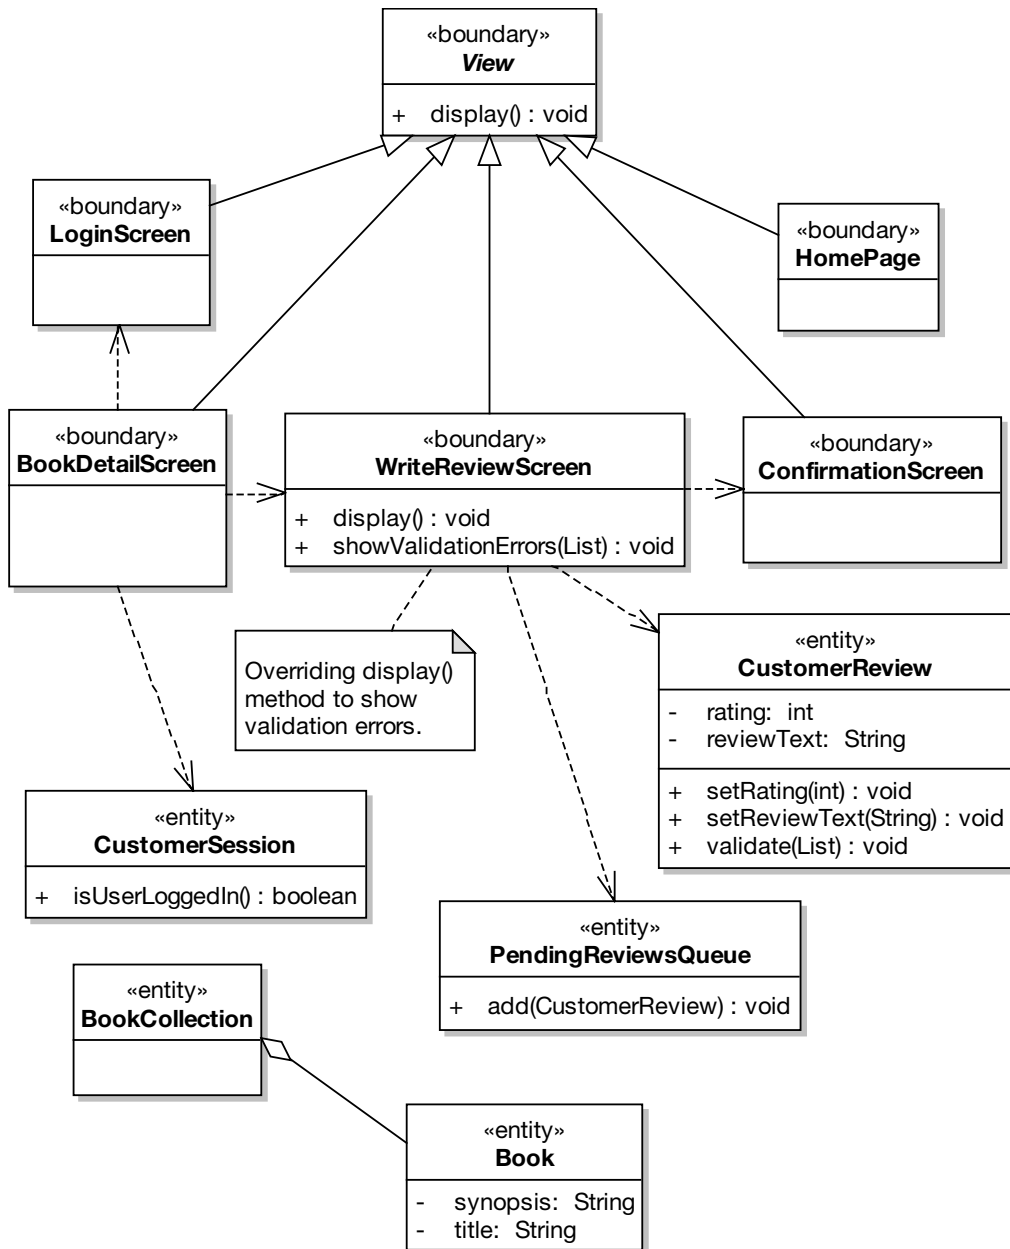 «boundary»
View
+ display() : void
«boundary»
LoginScreen
«boundary»
HomePage
«boundary»
BookDetailScreen
«boundary»
WriteReviewScreen
+ display() : void
+ showValidationErrors(List) : void
«boundary»
ConfirmationScreen
Overriding display()
method to show
validation errors.
«entity»
CustomerReview
- rating: int
- reviewText: String
+ setRating(int) : void
+ setReviewText(String) : void
+ validate(List) : void
«entity»
CustomerSession
+ isUserLoggedIn() : boolean
«entity»
PendingReviewsQueue
+ add(CustomerReview) : void
«entity»
BookCollection
«entity»
Book
- synopsis: String
- title: String